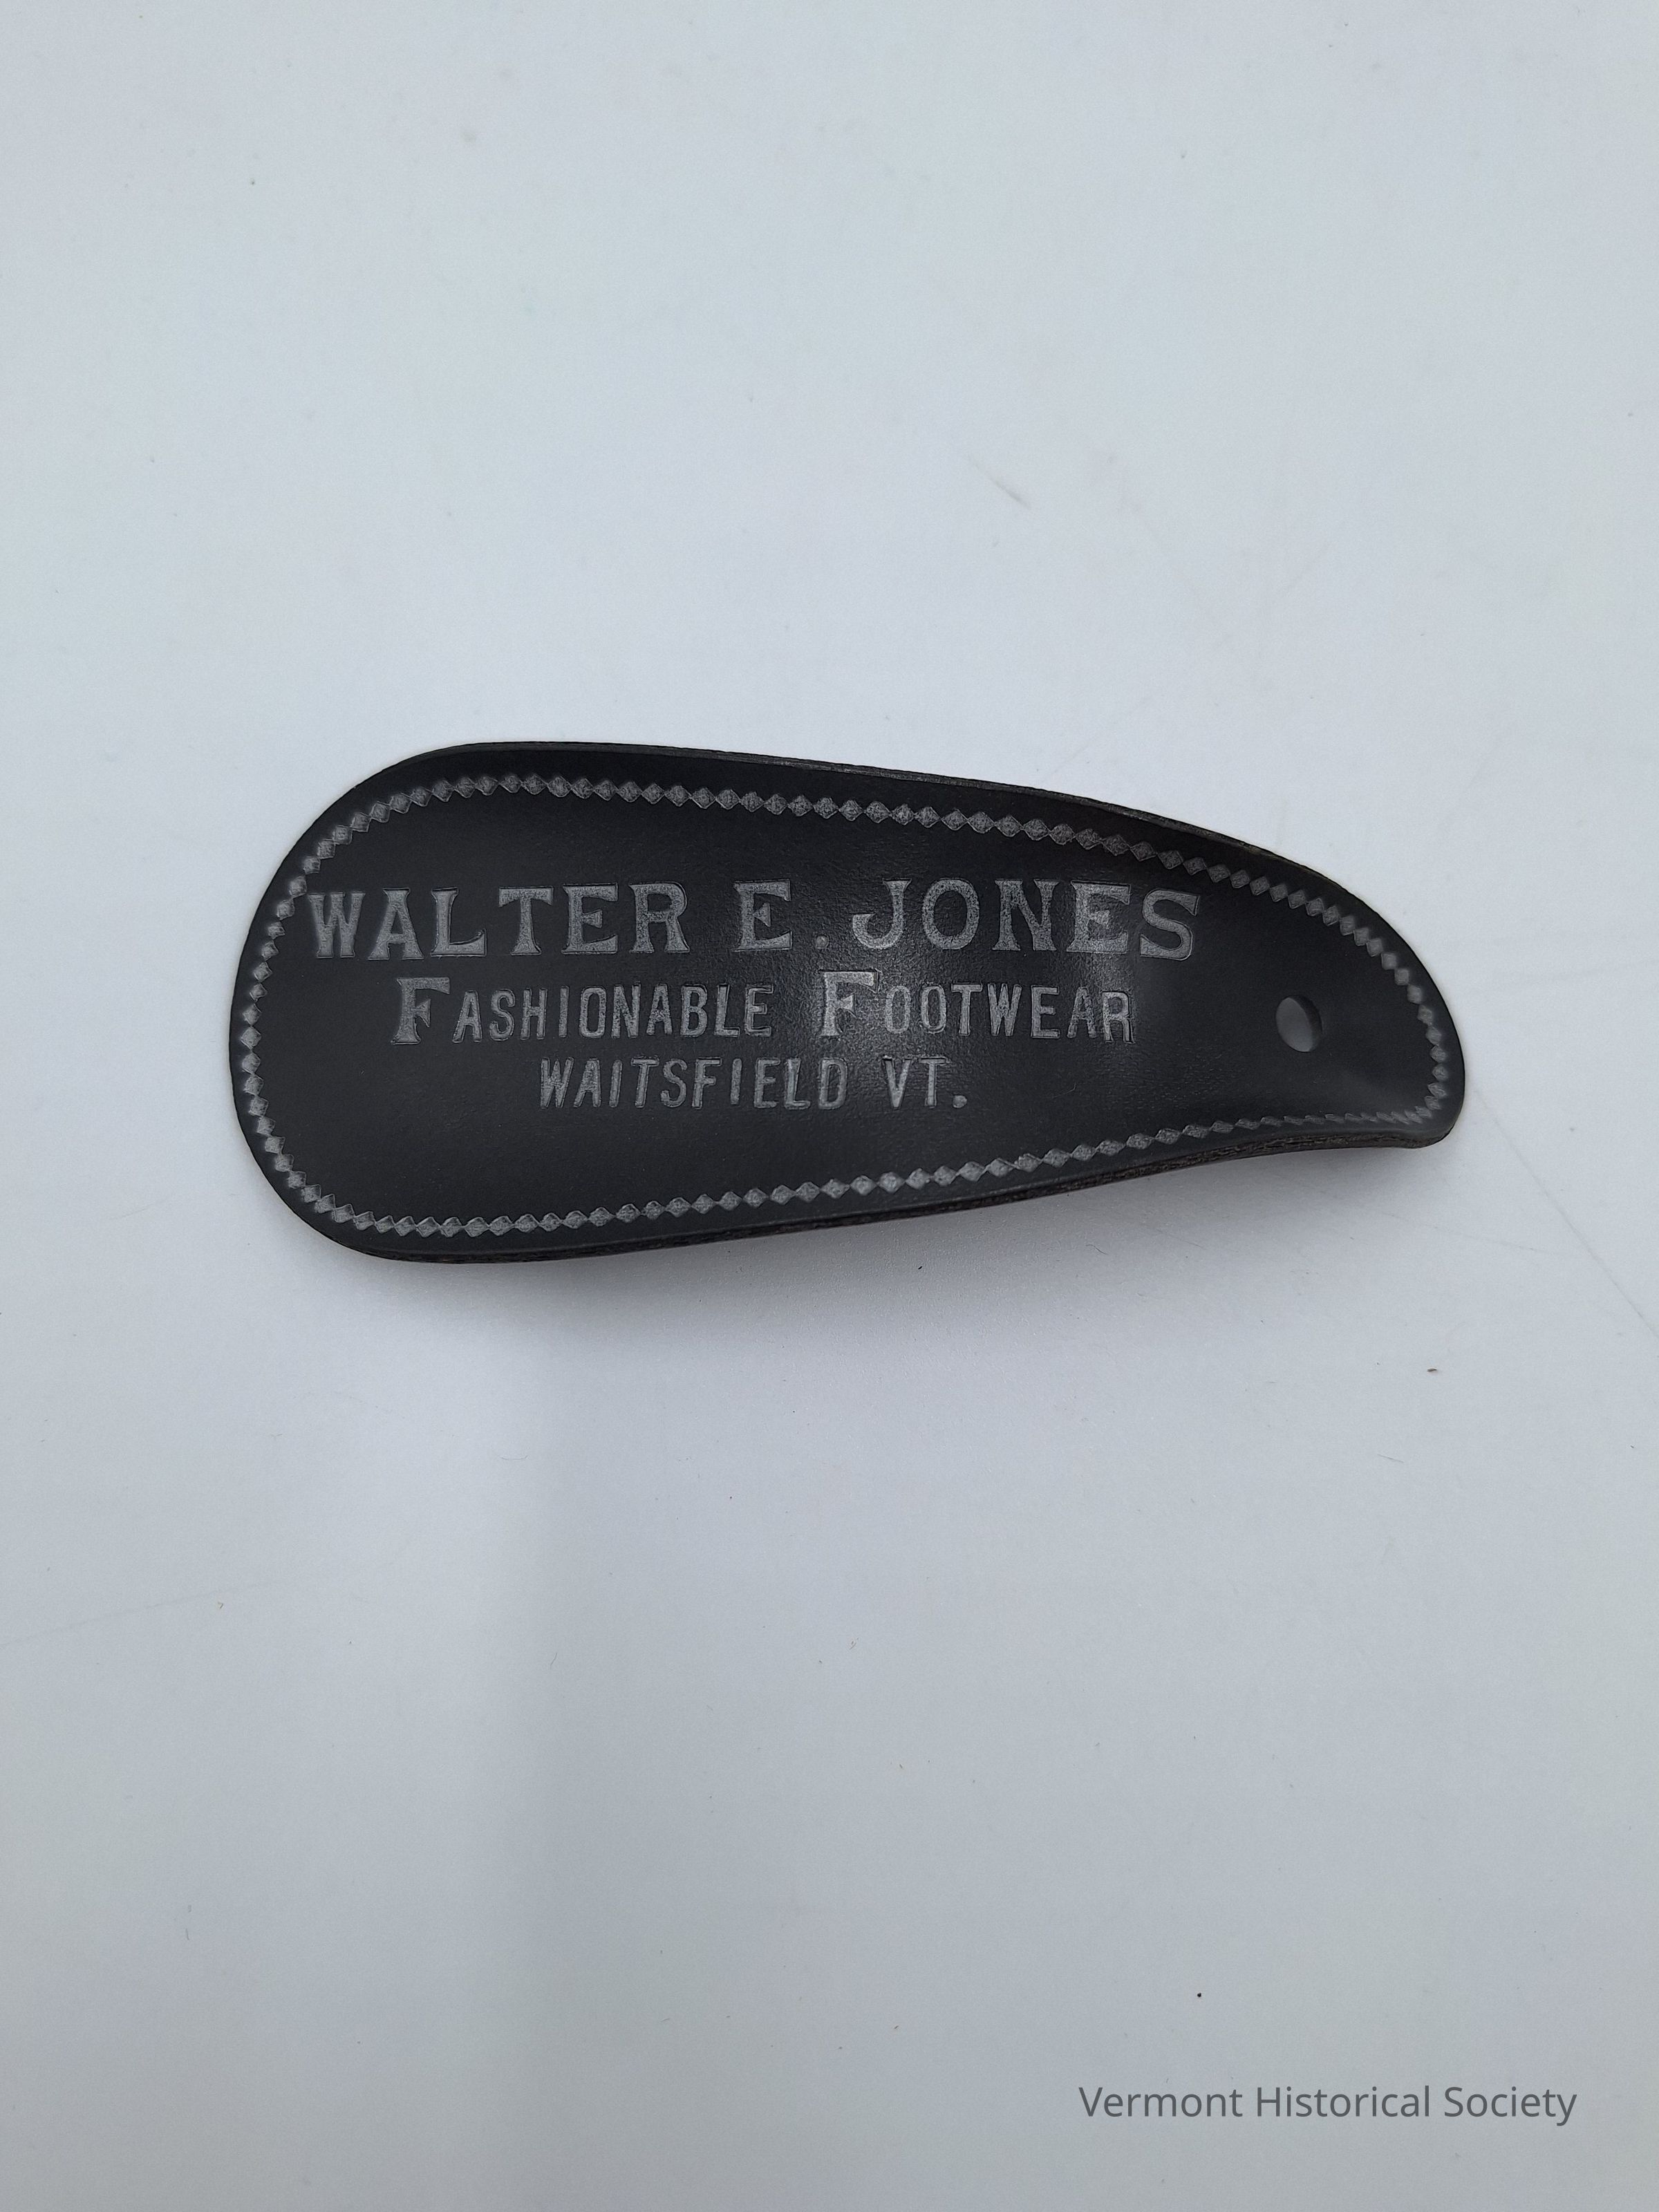 WALTER E. JONES
FASHIONABLE FOOTWEAR
WAITSFIELD VT.
Vermont Historical Society